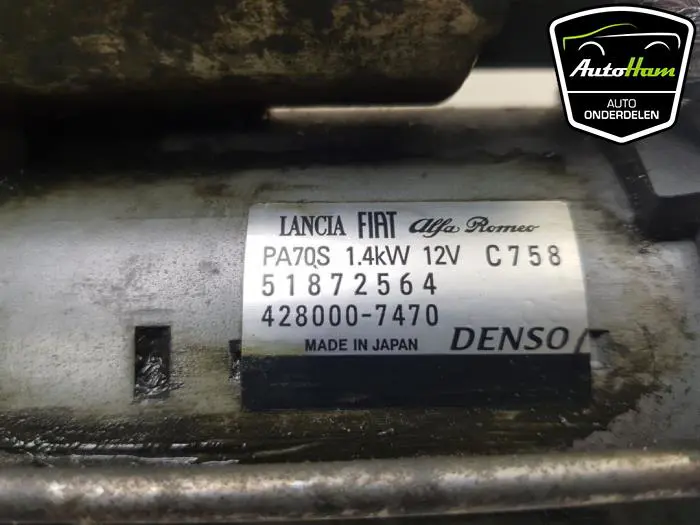 AutoHam
AUTO
ONDERDELEN
LANCIA FIAT Alfa Romeo
PA70S 1.4kW 12V C758
51872564
428000-7470
MADE IN JAPAN DENSO